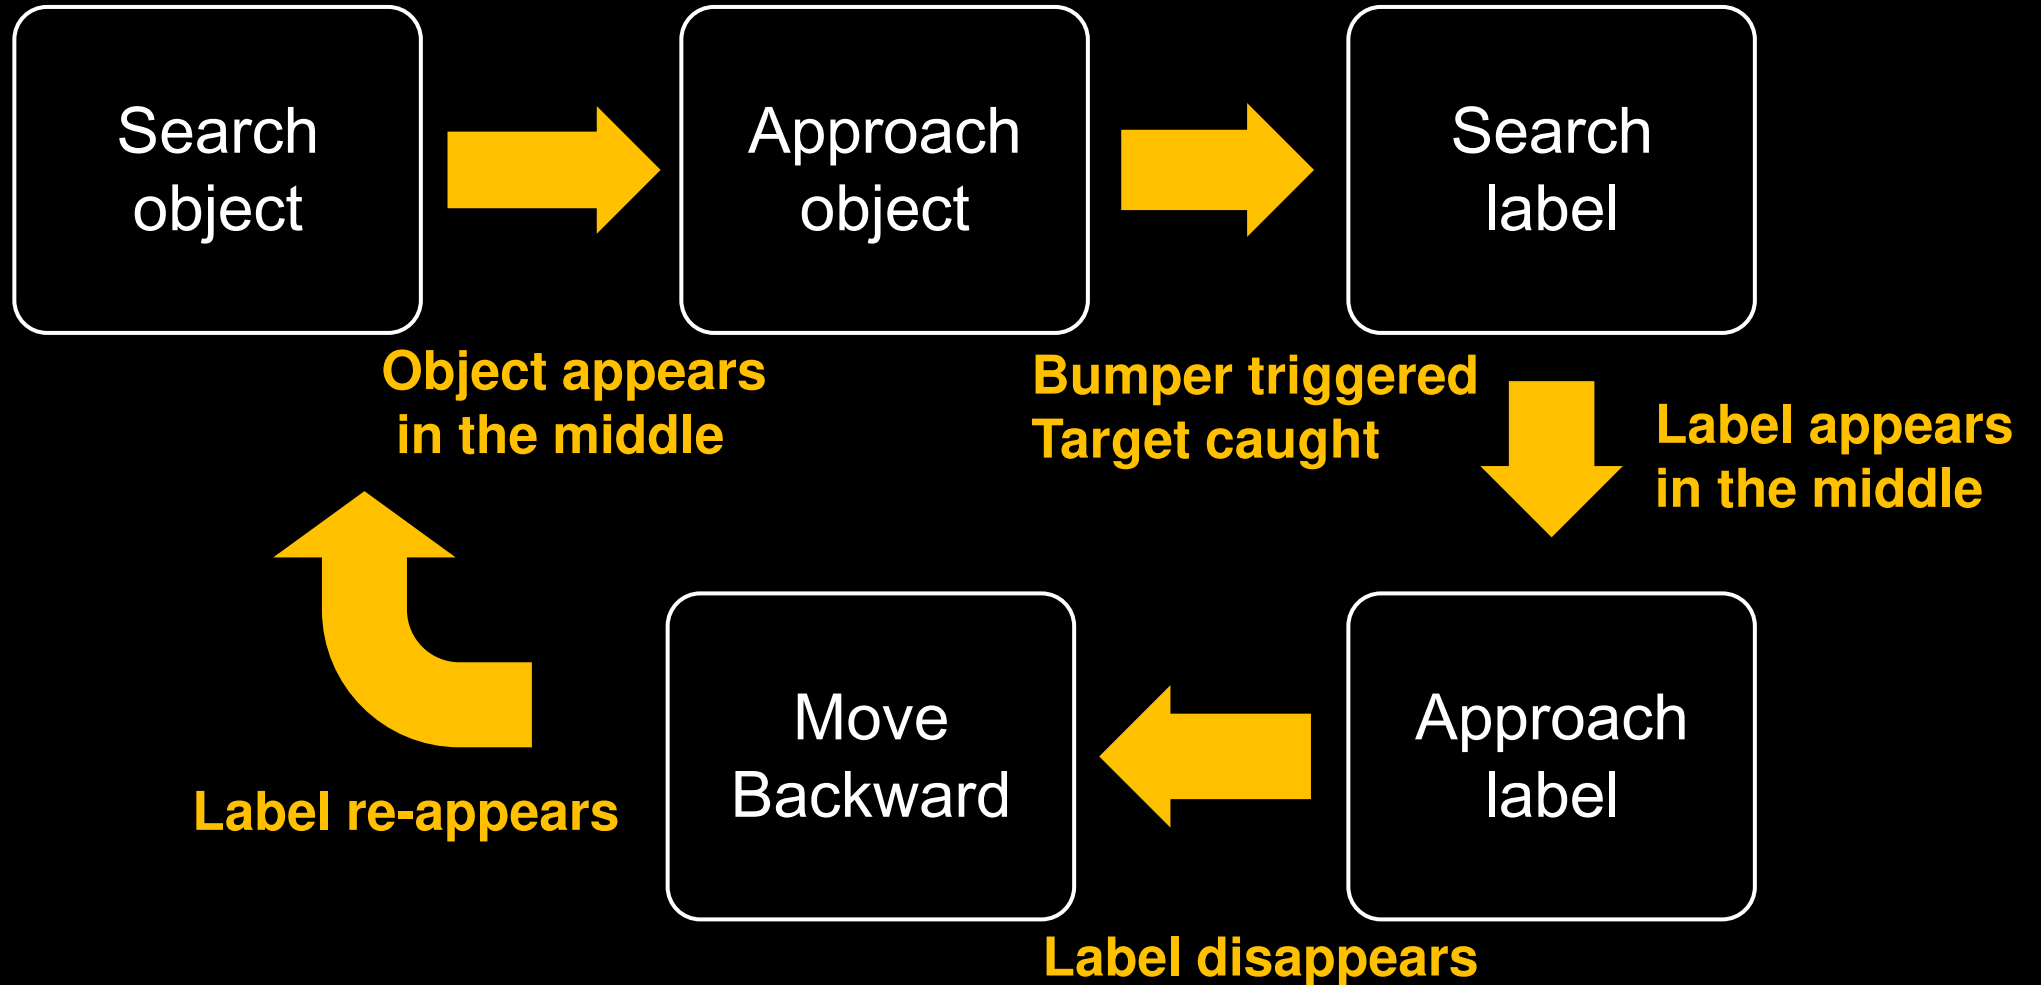 Search
object
Approach
object
Search
label
Object appears
in the middle
Bumper triggered
Target caught
Label appears
in the middle
Move
Backward
Approach
label
Label re-appears
Label disappears